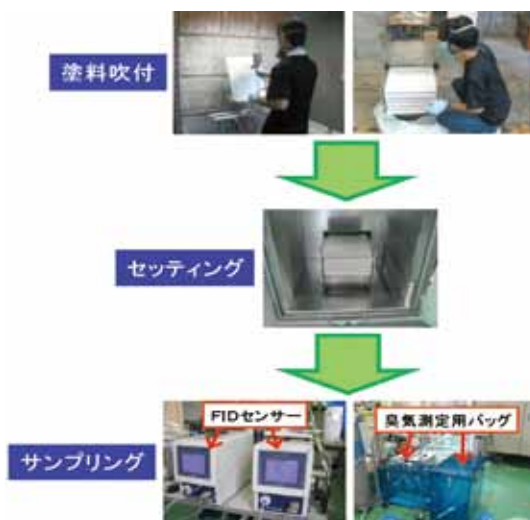 塗料吹付
セッティング
FIDセンサー
臭気測定用バッグ
サンプリング